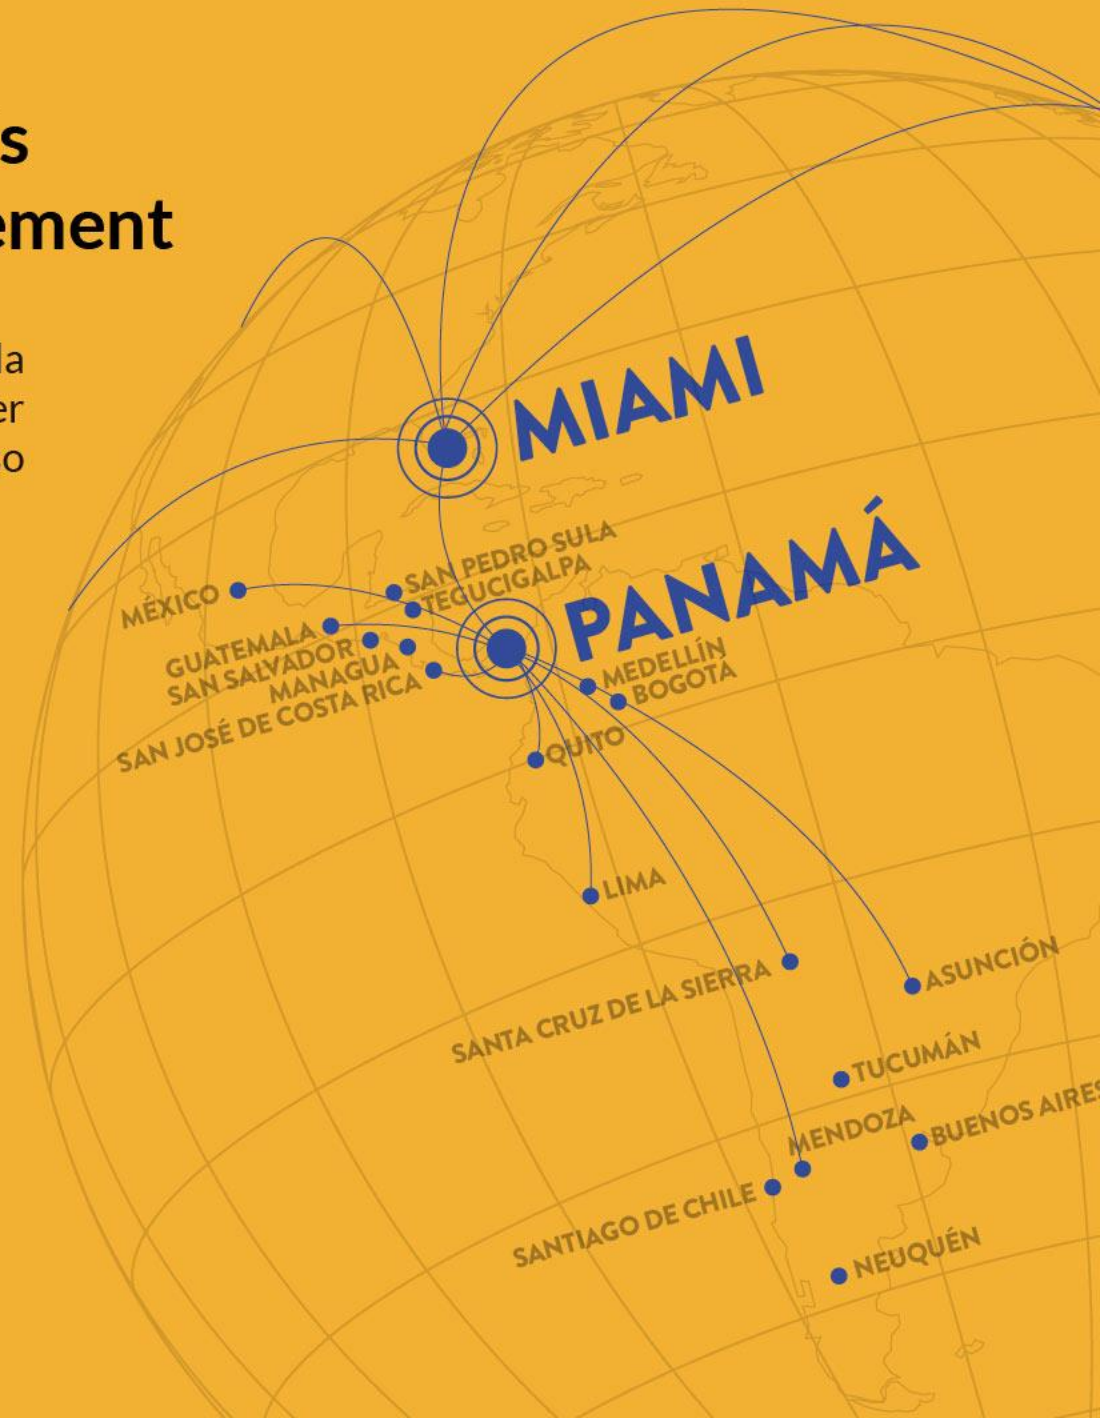 s
ement
la
er
o
MIAMI
PANAMÁ
SAN PEDRO SULA
TEGUCIGALPA
MÉXICO
GUATEMALA
SAN SALVADOR
MANAGUA
SAN JOSÉ DE COSTA RICA
MEDELLÍN
BOGOTÁ
QUITO
LIMA
SANTA CRUZ DE LA SIERRA
ASUNCIÓN
TUCUMÁN
MENDOZA
BUENOS AIRES
SANTIAGO DE CHILE
NEUQUÉN